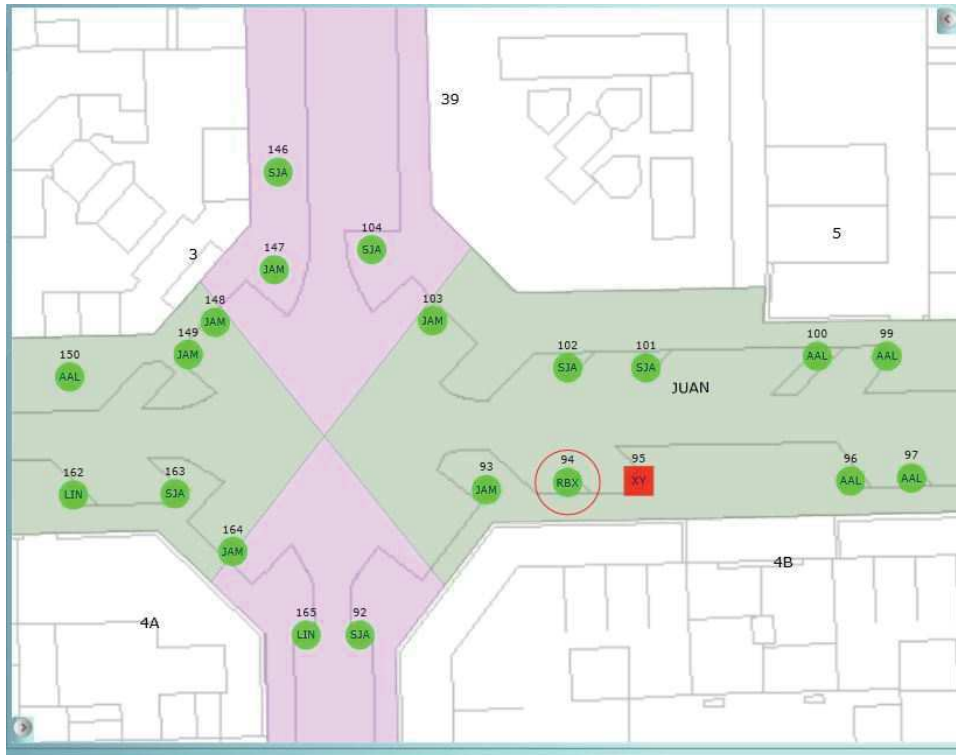 39
146
SJA
104
SJA
5
3
147
JAM
148
JAM
103
JAM
149
JAM
150
AAL
102
SJA
101
SJA
100
AAL
99
AAL
JUAN
162
LIN
163
SJA
93
JAM
94
RBX
95
XY
96
AAL
97
AAL
164
JAM
4B
4A
165
LIN
92
SJA